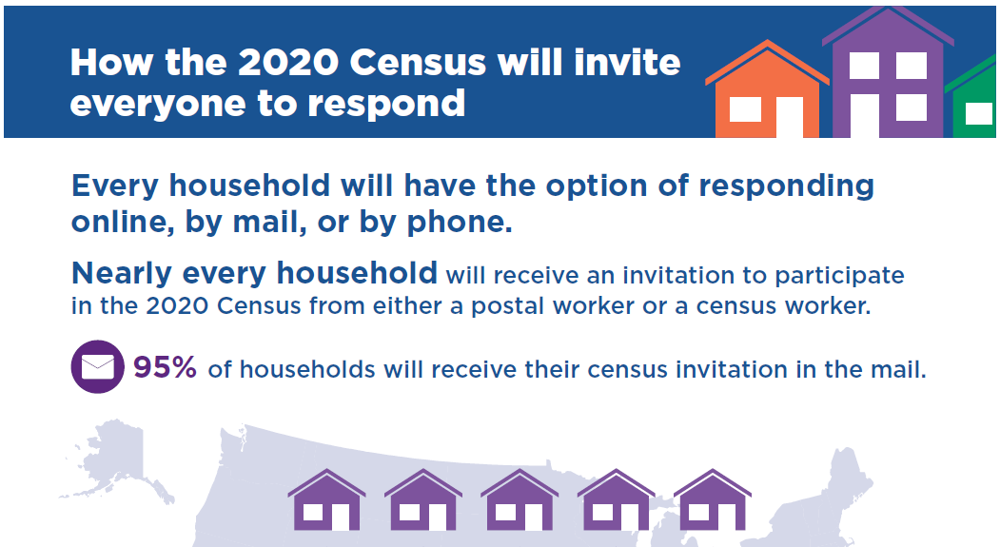 How the 2020 Census will invite
everyone to respond
Every household will have the option of responding
online, by mail, or by phone.
Nearly every household will receive an invitation to participate
in the 2020 Census from either a postal worker or a census worker.
95% of households will receive their census invitation in the mail.